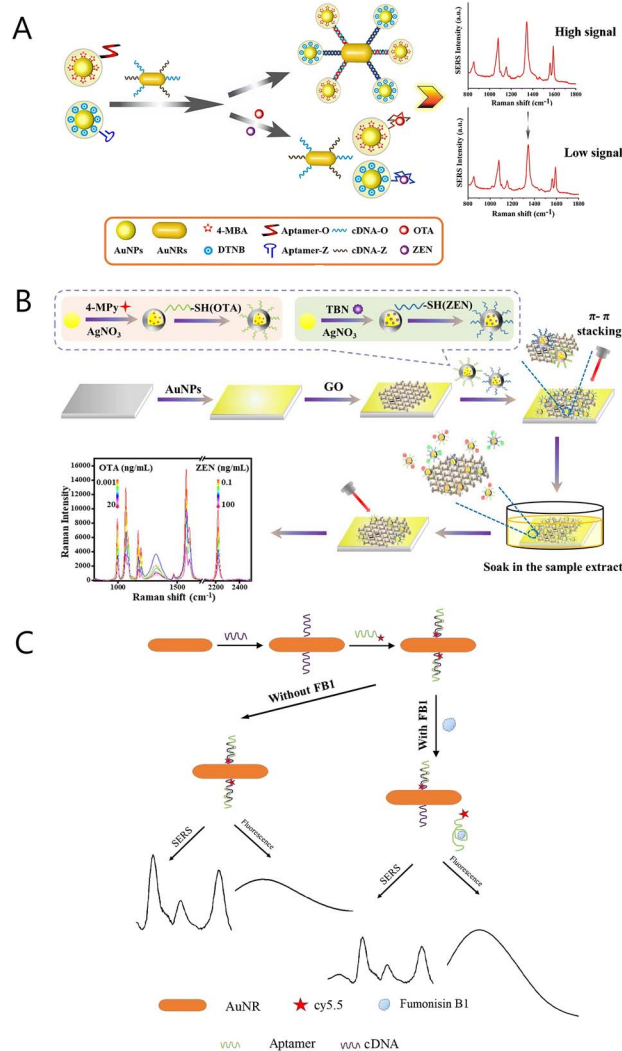 A
SERS Intensity (a.u.)
High signal
800 1000 1200 1400 1600 1800
Raman shift (cm-1)
SERS Intensity (a.u.)
Low signal
800 1000 1200 1400 1600 1800
Raman shift (cm-1)
OTA
ZEN
4-MBA
Aptamer-O
cDNA-O
OTA
AuNPs
AuNRs
DTNB
Aptamer-Z
cDNA-Z
ZEN
B
4-MPy
-SH(OTA)
AgNO3
TBN
-SH(ZEN)
AgNO3
π- π
stacking
AuNPs
GO
Soak in the sample extract
OTA (ng/mL)
ZEN (ng/mL)
0.001
0.1
20
100
16000
14000
12000
10000
8000
6000
4000
2000
0
Raman Intensity
1000 1500 2200 2400
Raman shift (cm-1)
C
Without FB1
With FB1
SERS
Fluorescence
SERS
Fluorescence
AuNR
cy5.5
Fumonisin B1
Aptamer
cDNA